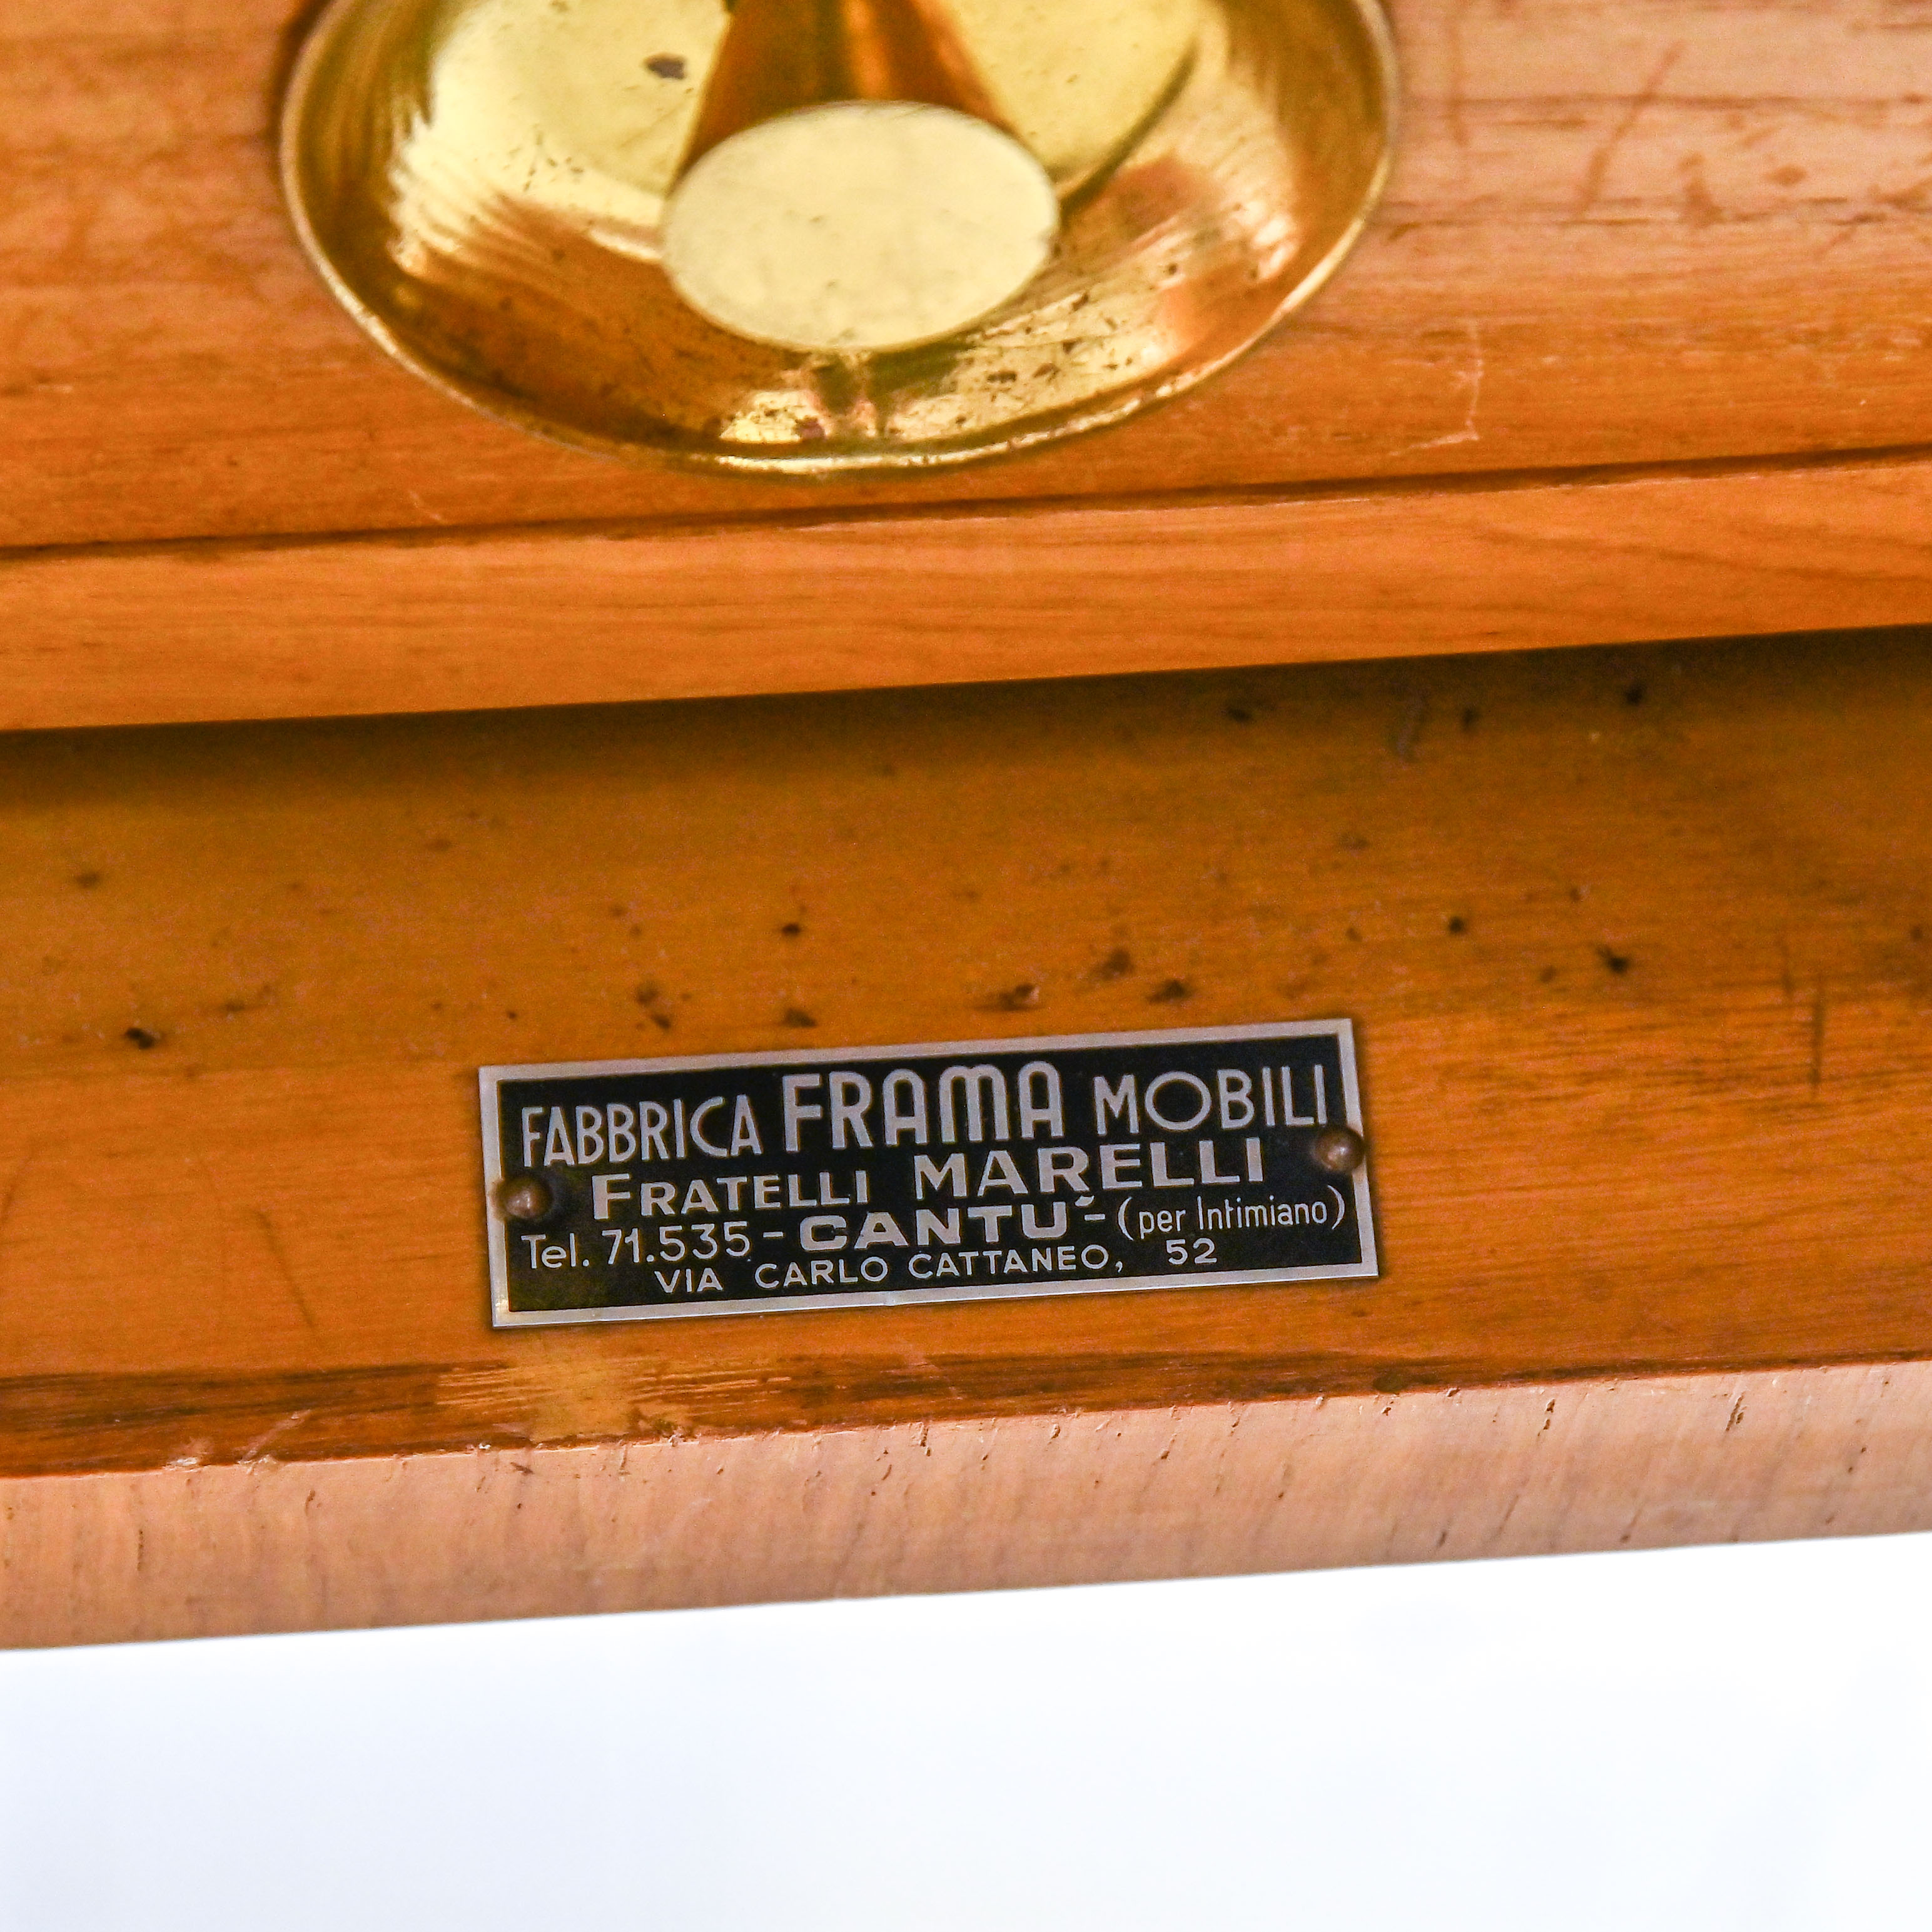 FABBRICA FRAMA MOBILI
FRATELLI MARELLI
Tel. 71.535 - CANTU´ - (per Intimiano)
VIA CARLO CATTANEO, 52